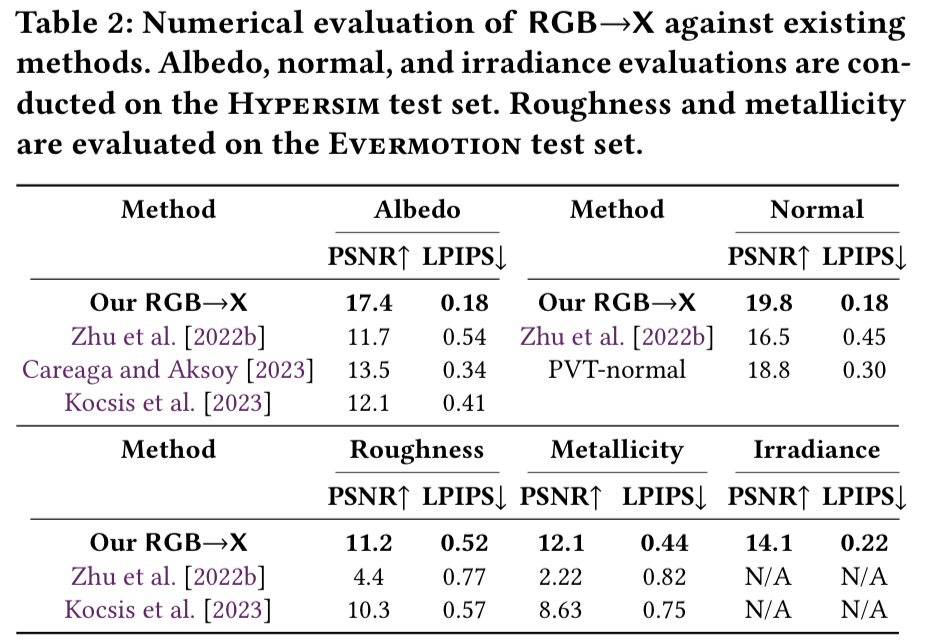 Table 2: Numerical evaluation of RGB→X against existing
methods. Albedo, normal, and irradiance evaluations are con-
ducted on the Hypersim test set. Roughness and metallicity
are evaluated on the Evermotion test set.
Method Albedo Method Normal
PSNR↑ LPIPS↓ PSNR↑ LPIPS↓
Our RGB→X 17.4 0.18 Our RGB→X 19.8 0.18
Zhu et al. [2022b] 11.7 0.54 Zhu et al. [2022b] 16.5 0.45
Careaga and Aksoy [2023] 13.5 0.34 PVT-normal 18.8 0.30
Kocsis et al. [2023] 12.1 0.41
Method Roughness Metallicity Irradiance
PSNR↑ LPIPS↓ PSNR↑ LPIPS↓ PSNR↑ LPIPS↓
Our RGB→X 11.2 0.52 12.1 0.44 14.1 0.22
Zhu et al. [2022b] 4.4 0.77 2.22 0.82 N/A N/A
Kocsis et al. [2023] 10.3 0.57 8.63 0.75 N/A N/A